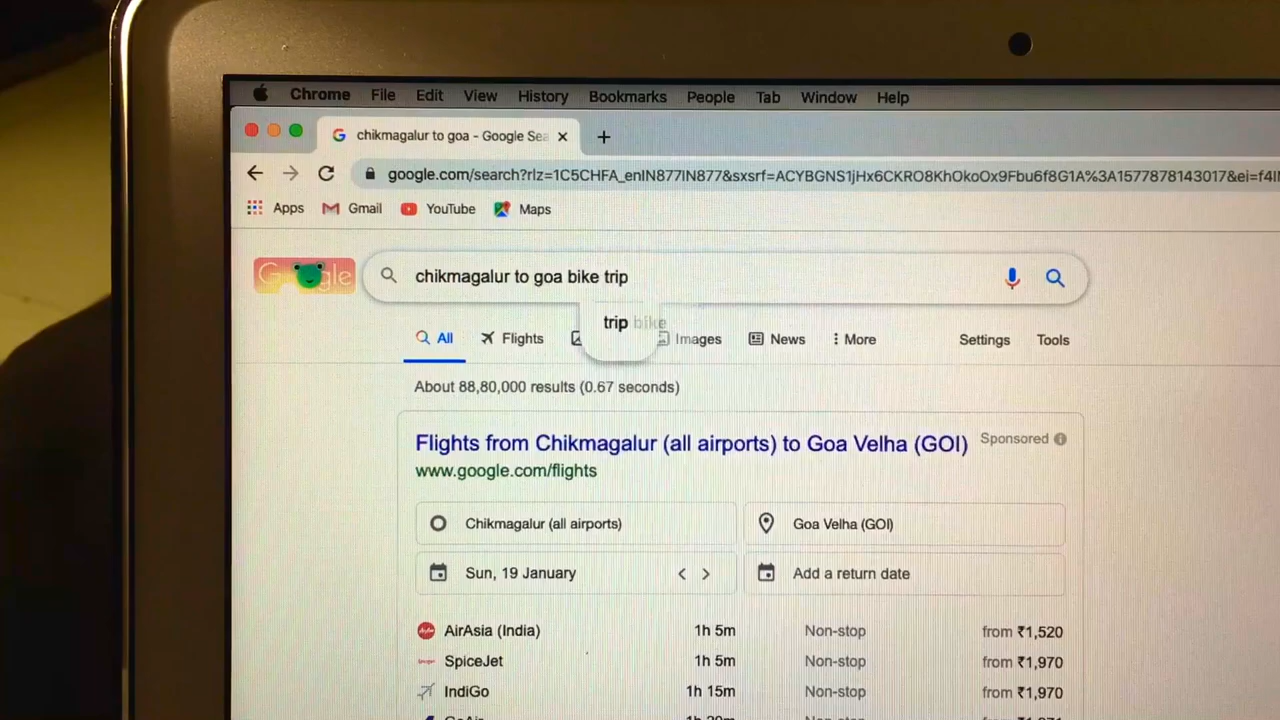 Chrome File Edit View History Bookmarks People Tab Window Help
chikmagalur to goa - Google Sea
google.com/search?rlz=1C5CHFA_enIN877IN877&sxsrf=ACYBGNS1jHx6CKRO8KhOkoOx9Fbu6f8G1A%3A1577878143017&ei=f4IN
Apps Gmail YouTube Maps
Google chikmagalur to goa bike trip
trip bike
All Flights Images News More Settings Tools
About 88,80,000 results (0.67 seconds)
Flights from Chikmagalur (all airports) to Goa Velha (GOI) Sponsored
www.google.com/flights
Chikmagalur (all airports) Goa Velha (GOI)
Sun, 19 January < > Add a return date
AirAsia (India) 1h 5m Non-stop from ₹1,520
SpiceJet 1h 5m Non-stop from ₹1,970
IndiGo 1h 15m Non-stop from ₹1,970